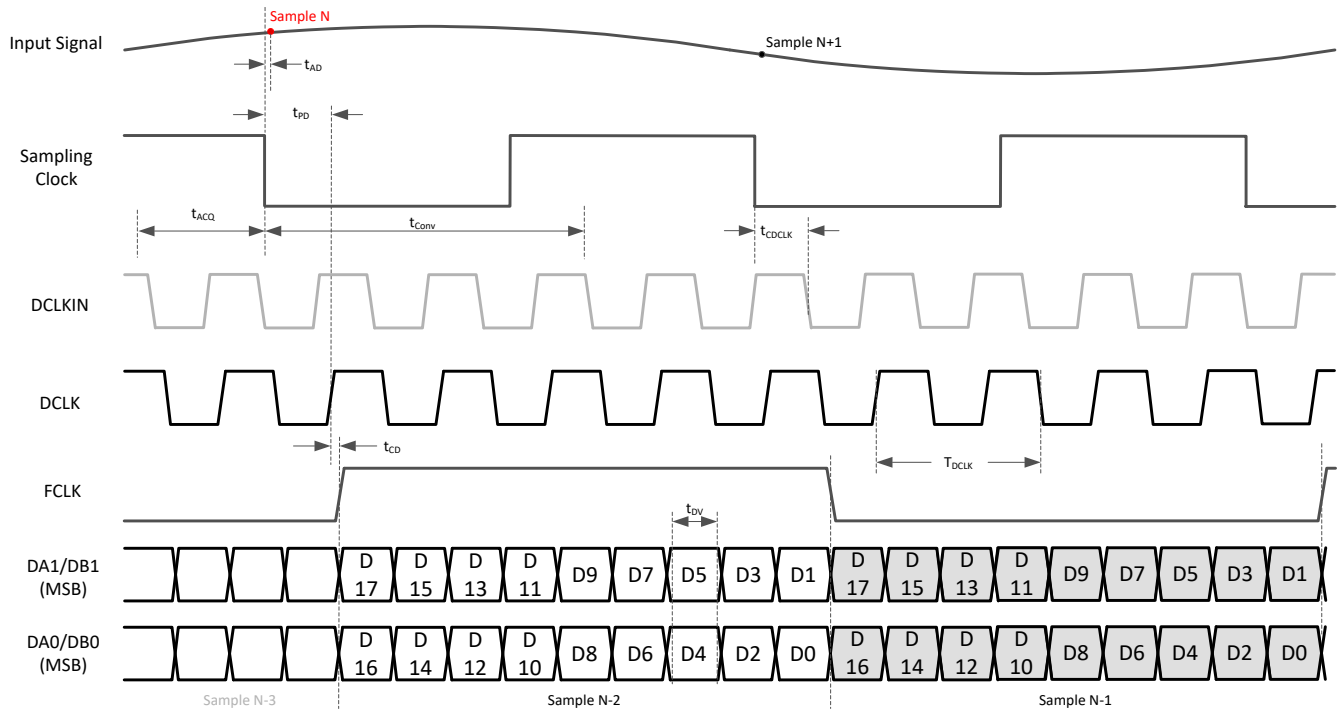 Sample N
Input Signal
Sample N+1
tAD
tPD
Sampling
Clock
tACQ
tConv
tCDCLK
DCLKIN
DCLK
tCD
TDCLK
FCLK
tDV
DA1/DB1
(MSB)
D
17
D
15
D
13
D
11
D9
D7
D5
D3
D1
D
17
D
15
D
13
D
11
D9
D7
D5
D3
D1
DA0/DB0
(MSB)
D
16
D
14
D
12
D
10
D8
D6
D4
D2
D0
D
16
D
14
D
12
D
10
D8
D6
D4
D2
D0
Sample N-3
Sample N-2
Sample N-1